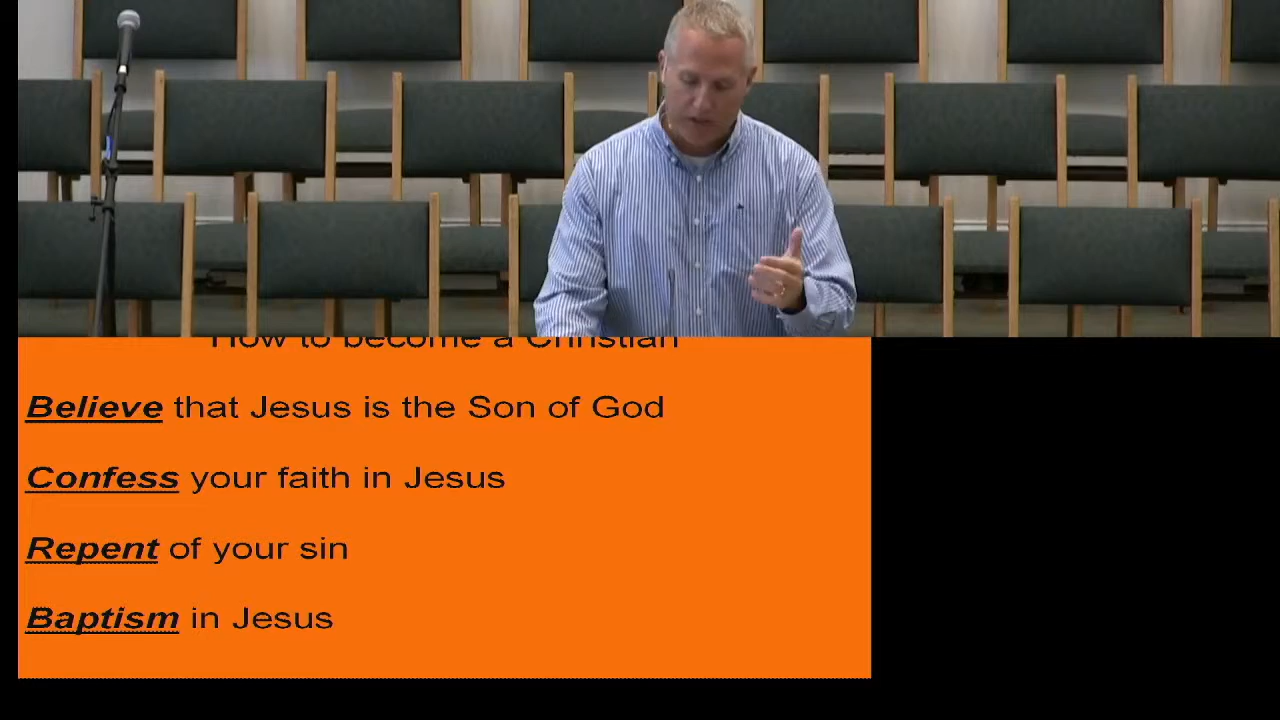 How to become a Christian
Believe that Jesus is the Son of God
Confess your faith in Jesus
Repent of your sin
Baptism in Jesus